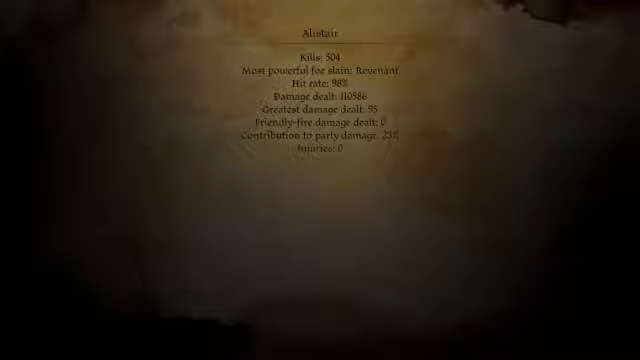 Alistair
Kills: 504
Most powerful foe slain: Revenant
Hit rate: 98%
Damage dealt: 110586
Greatest damage dealt: 95
Friendly-fire damage dealt: 0
Contribution to party damage: 23%
Injuries: 0